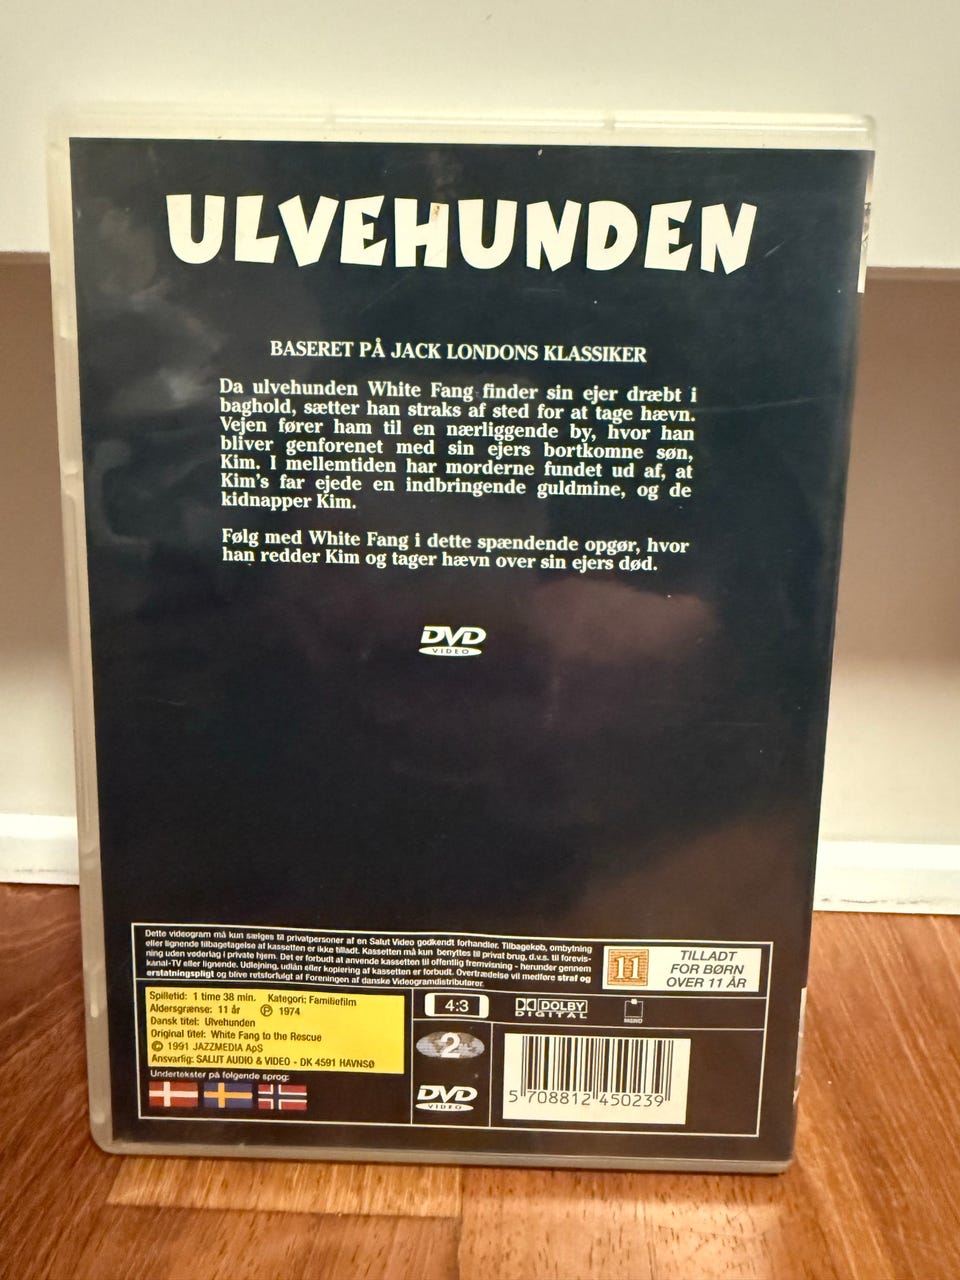 ULVEHUNDEN
BASERET PÅ JACK LONDONS KLASSIKER
Da ulvehunden White Fang finder sin ejer dræbt i
baghold, sætter han straks af sted for at tage hævn.
Vejen fører ham til en nærliggende by, hvor han
bliver genforenet med sin ejers bortkomne søn,
Kim. I mellemtiden har morderne fundet ud af, at
Kim's far ejede en indbringende guldmine, og de
kidnapper Kim.
Følg med White Fang i dette spændende opgør, hvor
han redder Kim og tager hævn over sin ejers død.
DVD
VIDEO
Dette videogram må kun sælges til privatpersoner af en Salut Video godkendt forhandler. Tilbagekøb, ombytning
eller lignende tilbagetagelse af kassetten er ikke tilladt. Kassetten må kun benyttes til privat brug, d.v.s. til forevis-
ning uden vederlag i private hjem. Det er forbudt at anvende kassetten til offentlig fremvisning - herunder gennem
kanal-TV eller lignende. Udlejning, udlån eller kopiering af kassetten er forbudt. Overtrædelse vil medføre straf og
erstatningspligt og blive retsforfulgt af Foreningen af danske Videogramdistributører.
11
TILLADT
FOR BØRN
OVER 11 ÅR
Spilletid: 1 time 38 min. Kategori: Familiefilm
Aldersgrænse: 11 år Ⓟ 1974
Dansk titel: Ulvehunden
Original titel: White Fang to the Rescue
© 1991 JAZZMEDIA ApS
Ansvarlig: SALUT AUDIO & VIDEO - DK 4591 HAVNSØ
Undertekster på følgende sprog:
4:3
DOLBY
DIGITAL
MONO
2
DVD
VIDEO
5 708812 450239